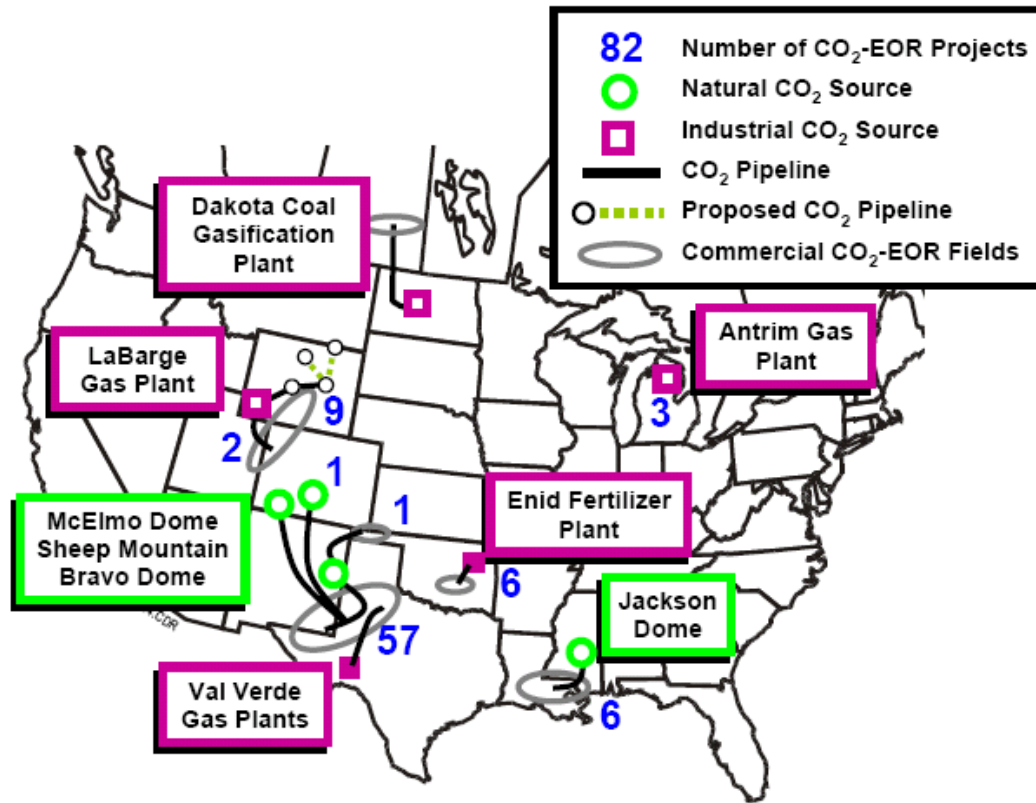 82 Number of CO₂-EOR Projects
Natural CO₂ Source
Industrial CO₂ Source
CO₂ Pipeline
Proposed CO₂ Pipeline
Commercial CO₂-EOR Fields
Dakota Coal
Gasification
Plant
Antrim Gas
Plant
LaBarge
Gas Plant
9
3
2
1
1
Enid Fertilizer
Plant
McElmo Dome
Sheep Mountain
Bravo Dome
6
Jackson
Dome
.CDR
57
Val Verde
Gas Plants
6